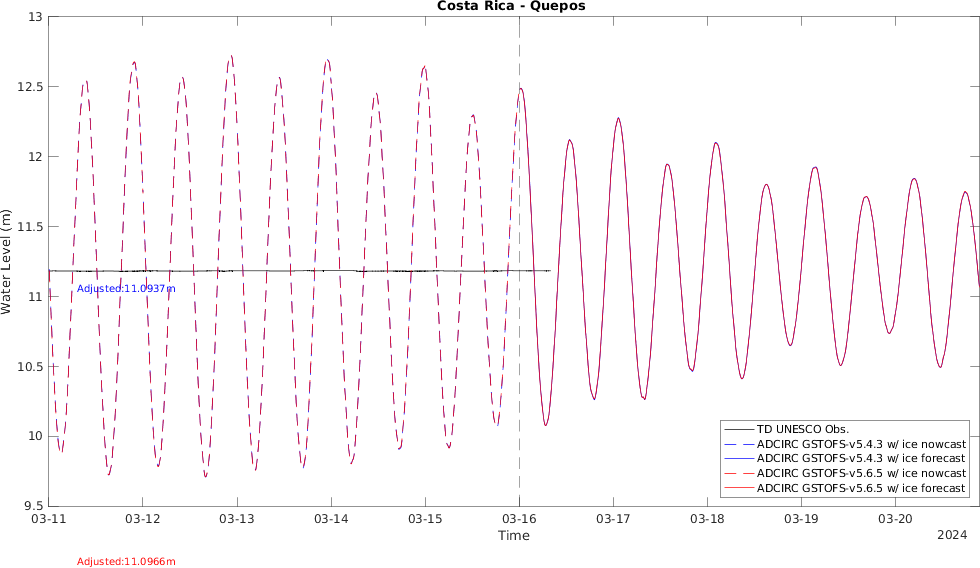 Costa Rica - Quepos
13
12.5
12
11.5
11
10.5
10
9.5
Water Level (m)
Adjusted:11.0937m
TD UNESCO Obs.
ADCIRC GSTOFS-v5.4.3 w/ ice nowcast
ADCIRC GSTOFS-v5.4.3 w/ ice forecast
ADCIRC GSTOFS-v5.6.5 w/ ice nowcast
ADCIRC GSTOFS-v5.6.5 w/ ice forecast
03-11 03-12 03-13 03-14 03-15 03-16 03-17 03-18 03-19 03-20
Time
2024
Adjusted:11.0966m